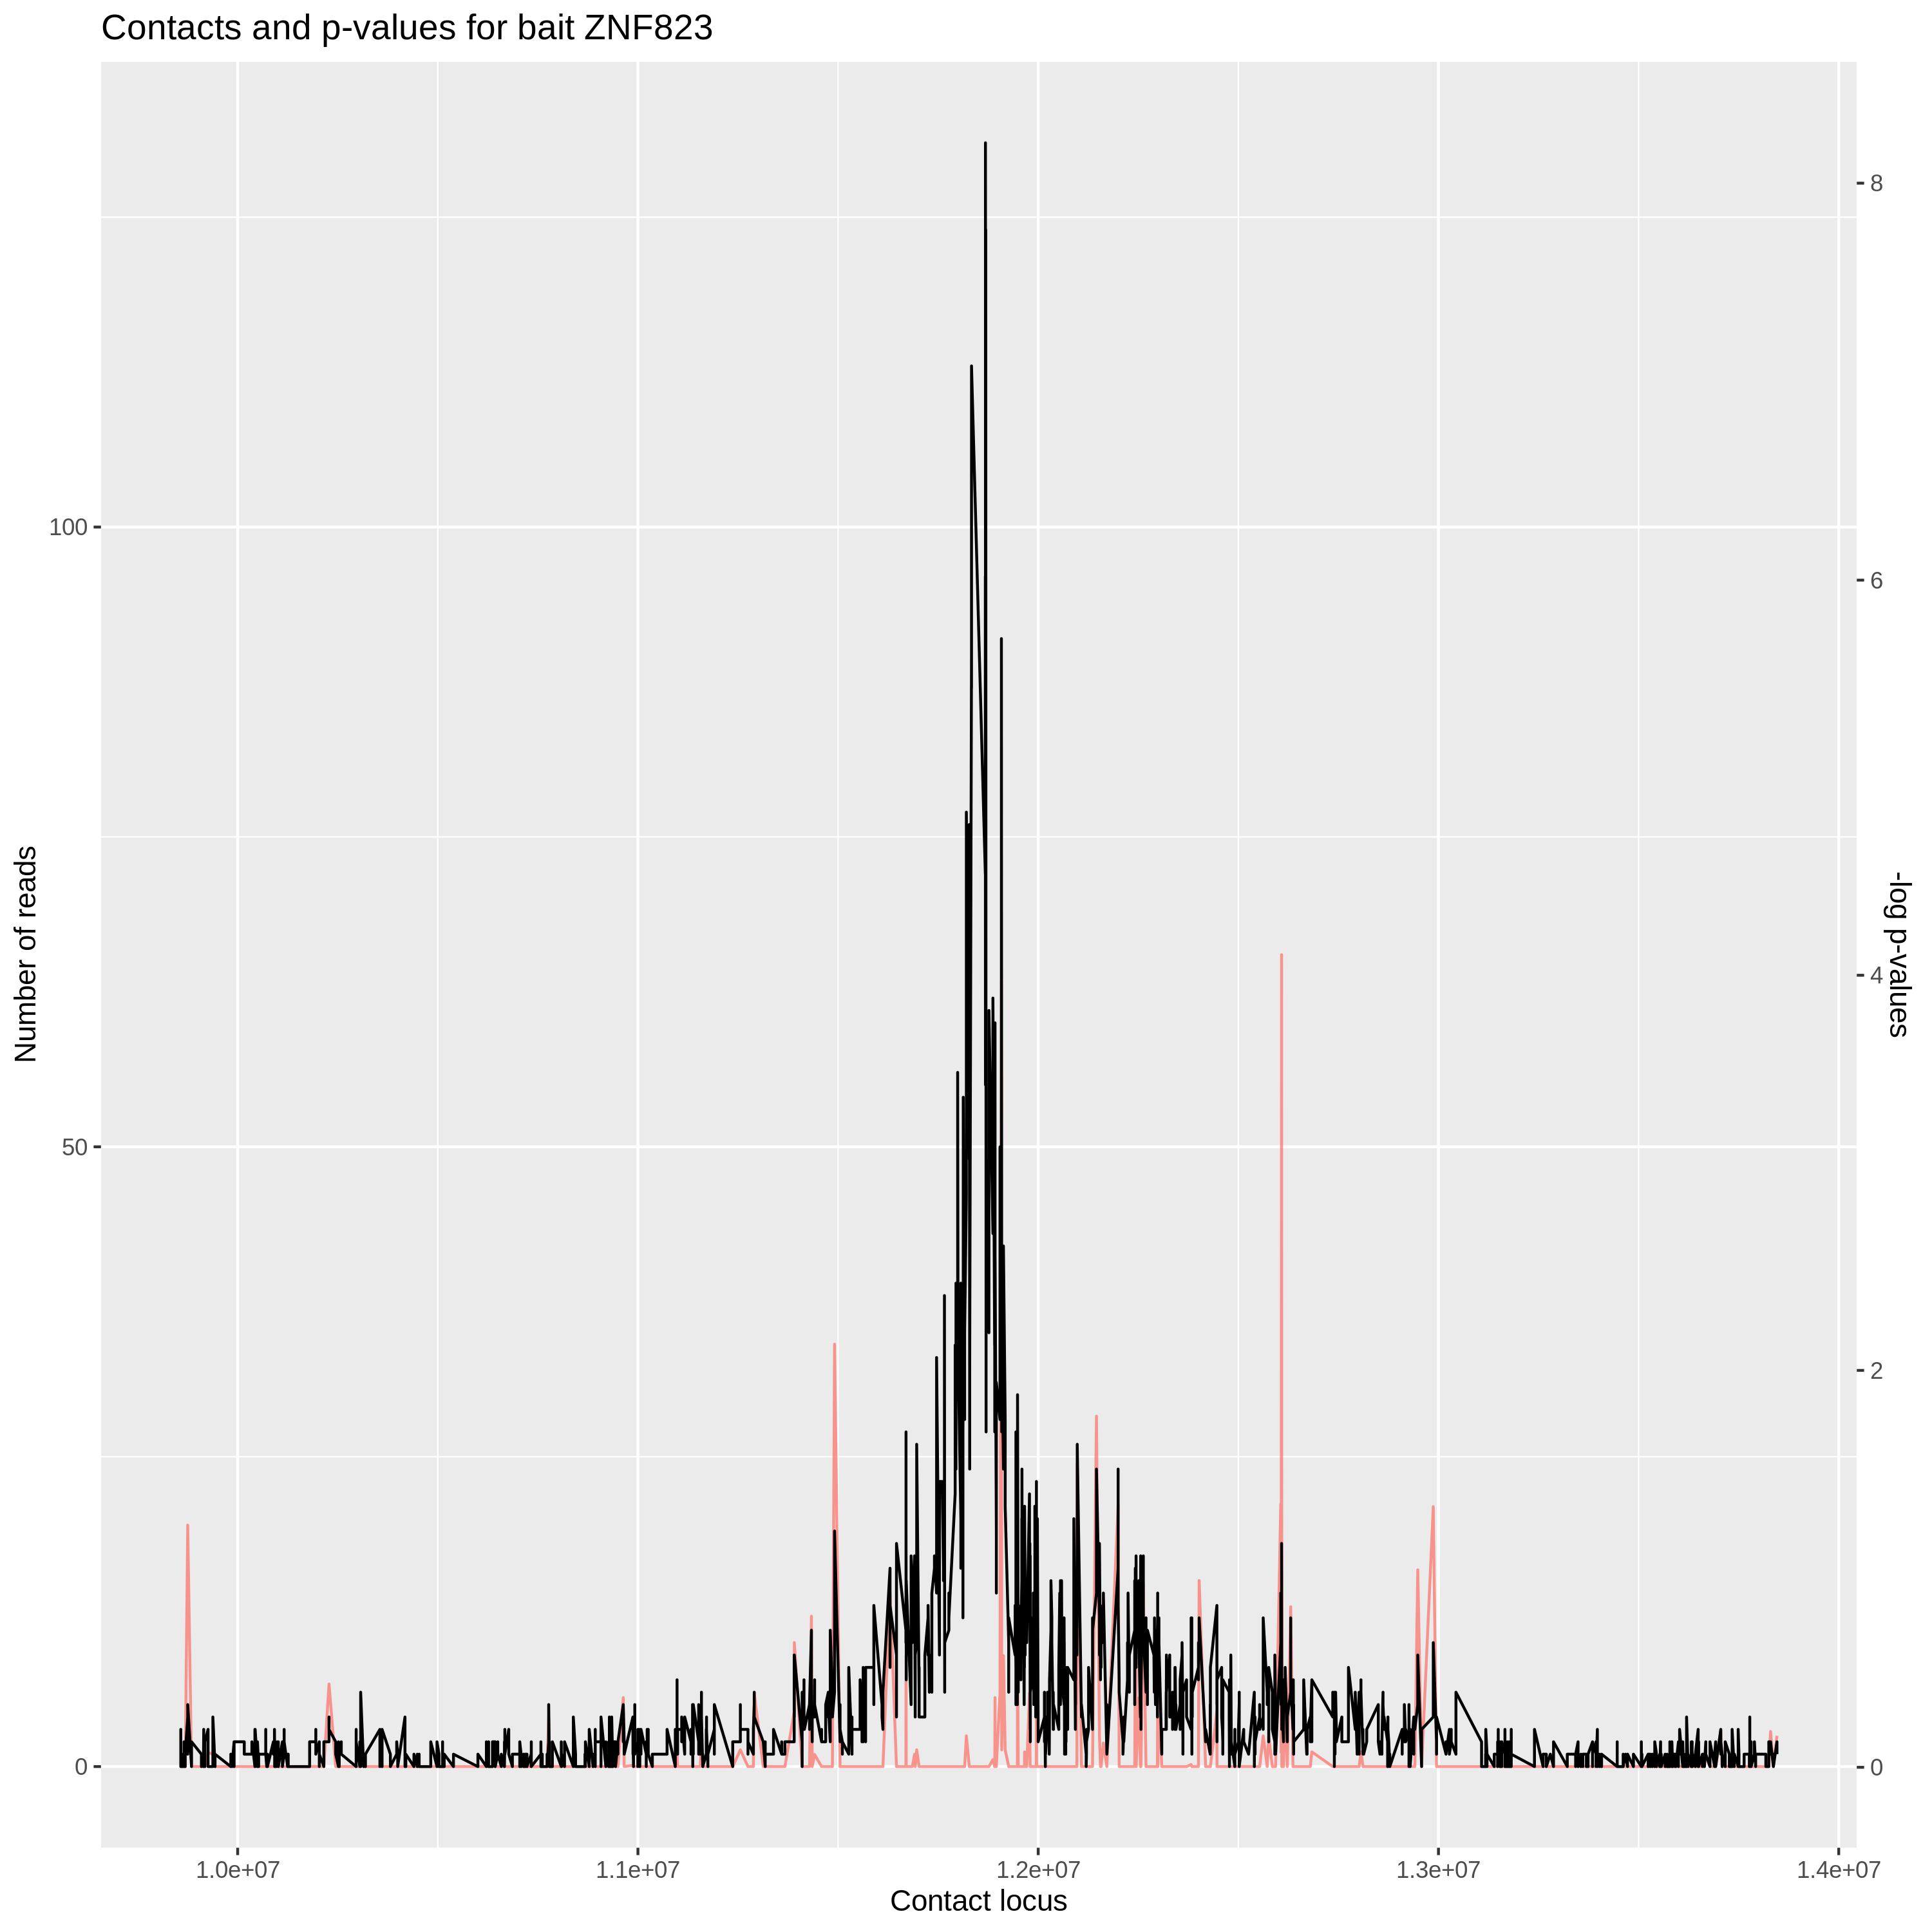 Contacts and p-values for bait ZNF823
Number of reads
100
50
0
8
6
4
2
0
-log p-values
1.0e+07
1.1e+07
1.2e+07
1.3e+07
1.4e+07
Contact locus